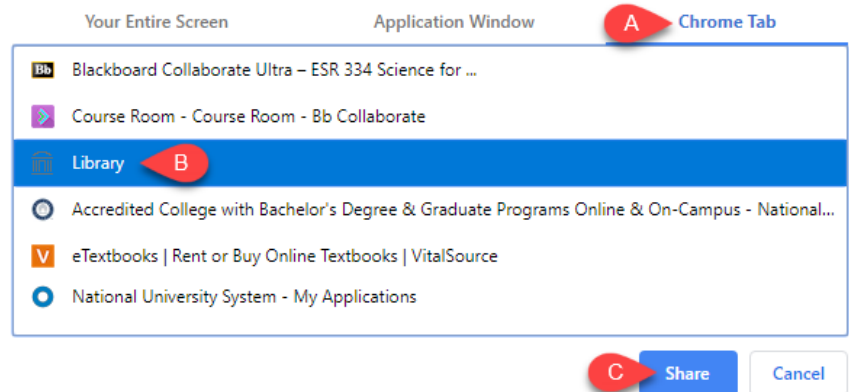 Your Entire Screen Application Window A Chrome Tab
Bb Blackboard Collaborate Ultra – ESR 334 Science for ...
Course Room - Course Room - Bb Collaborate
Library B
Accredited College with Bachelor's Degree & Graduate Programs Online & On-Campus - National...
V eTextbooks | Rent or Buy Online Textbooks | VitalSource
National University System - My Applications
C Share Cancel